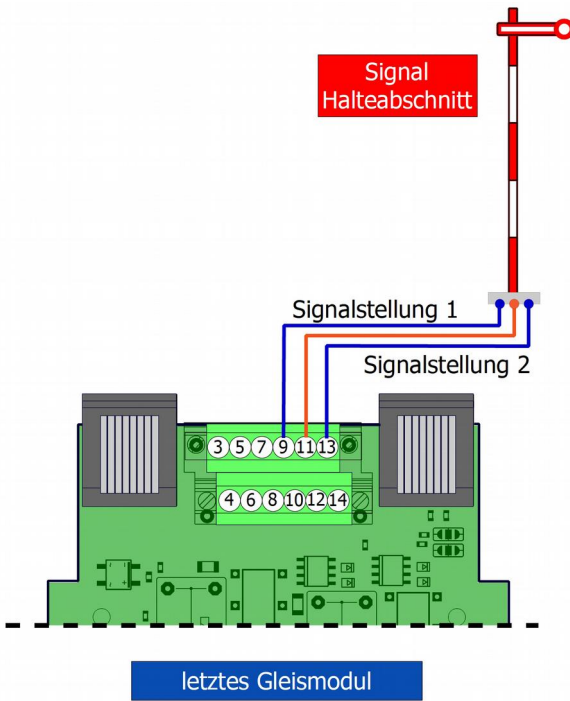 Signal
Halteabschnitt
Signalstellung 1
Signalstellung 2
3 5 7 9 11 13
4 6 8 10 12 14
letztes Gleismodul